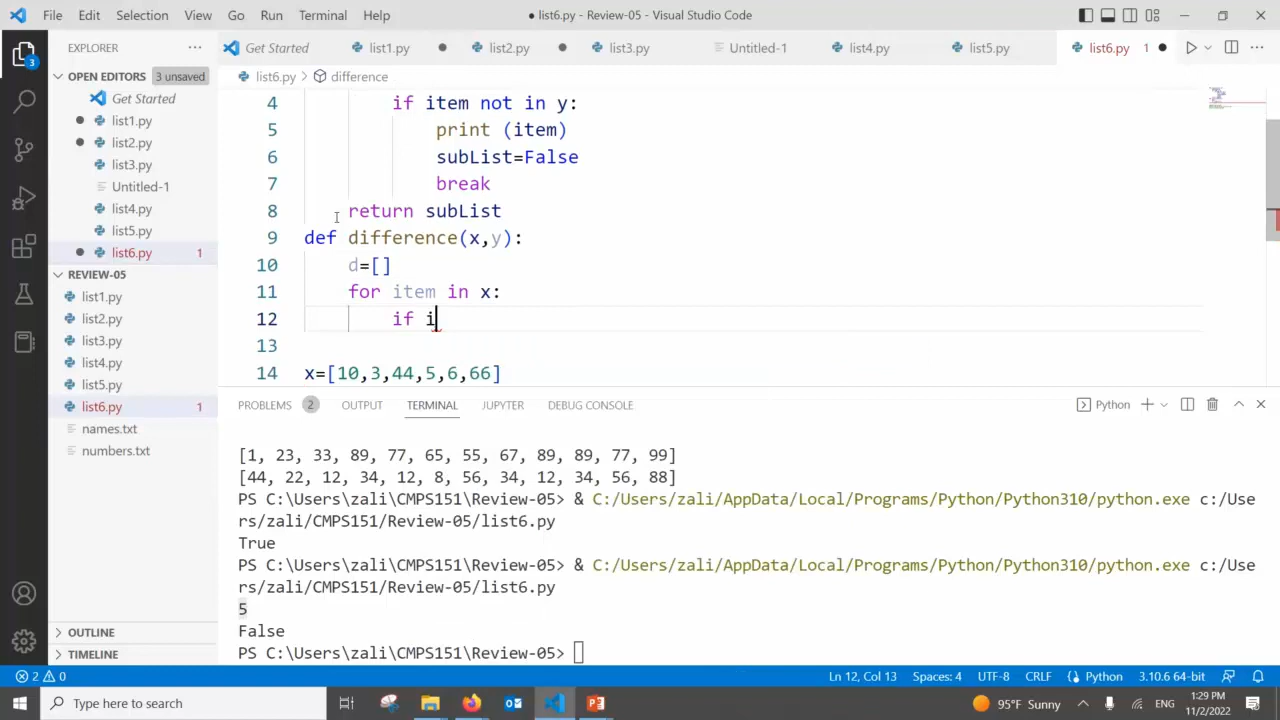 File Edit Selection View Go Run Terminal Help
● list6.py - Review-05 - Visual Studio Code
EXPLORER
Get Started list1.py list2.py list3.py Untitled-1 list4.py list5.py list6.py 1
OPEN EDITORS 3 unsaved
list6.py > difference
Get Started
list1.py
list2.py
list3.py
Untitled-1
list4.py
list5.py
list6.py 1
REVIEW-05
list1.py
list2.py
list3.py
list4.py
list5.py
list6.py 1
names.txt
numbers.txt
OUTLINE
TIMELINE
3
4 if item not in y:
5 print (item)
6 subList=False
7 break
8 return subList
9 def difference(x,y):
10 d=[]
11 for item in x:
12 if i
13
14 x=[10,3,44,5,6,66]
PROBLEMS 2 OUTPUT TERMINAL JUPYTER DEBUG CONSOLE Python
[1, 23, 33, 89, 77, 65, 55, 67, 89, 89, 77, 99]
[44, 22, 12, 34, 12, 8, 56, 34, 12, 34, 56, 88]
PS C:\Users\zali\CMPS151\Review-05> & C:/Users/zali/AppData/Local/Programs/Python/Python310/python.exe c:/Use
rs/zali/CMPS151/Review-05/list6.py
True
PS C:\Users\zali\CMPS151\Review-05> & C:/Users/zali/AppData/Local/Programs/Python/Python310/python.exe c:/Use
rs/zali/CMPS151/Review-05/list6.py
5
False
PS C:\Users\zali\CMPS151\Review-05>
2 0 Ln 12, Col 13 Spaces: 4 UTF-8 CRLF Python 3.10.6 64-bit
Type here to search 95°F Sunny ENG
1:29 PM
11/2/2022